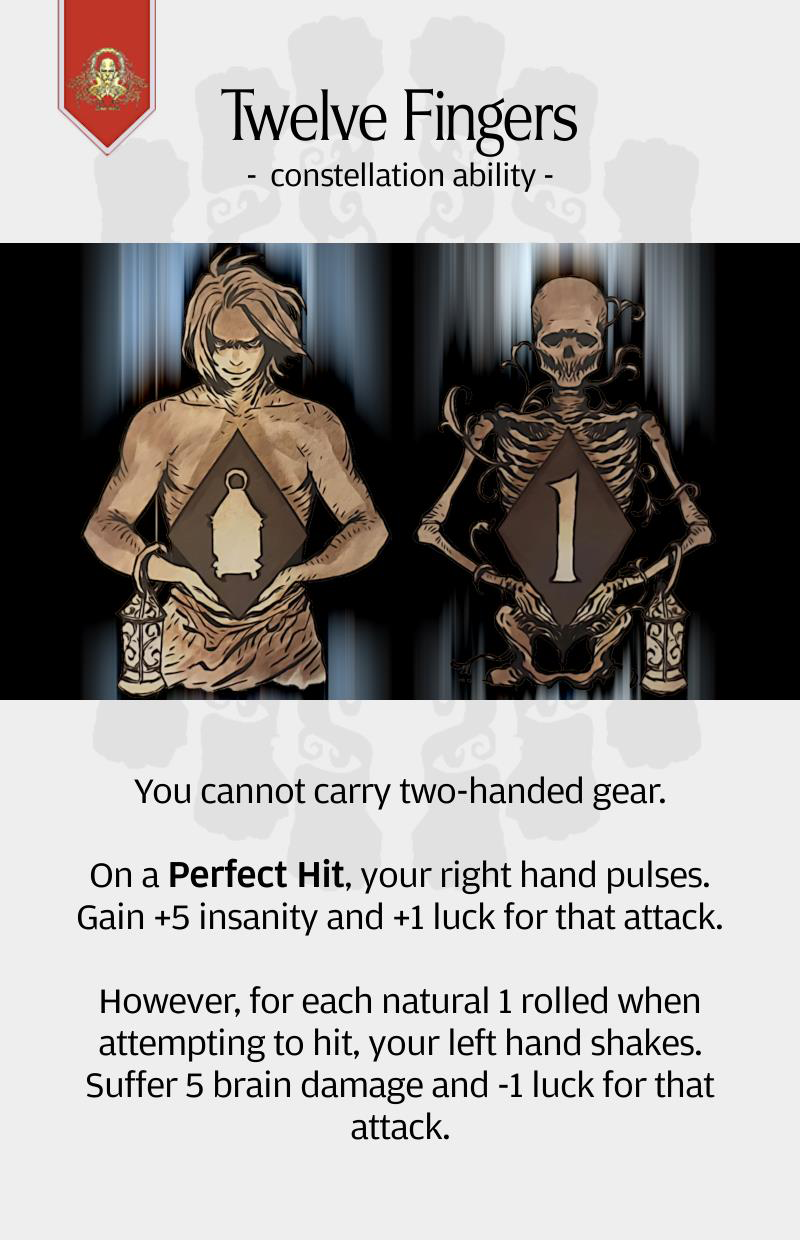 Twelve Fingers
- constellation ability -
1
You cannot carry two-handed gear.
On a Perfect Hit, your right hand pulses.
Gain +5 insanity and +1 luck for that attack.
However, for each natural 1 rolled when
attempting to hit, your left hand shakes.
Suffer 5 brain damage and -1 luck for that
attack.